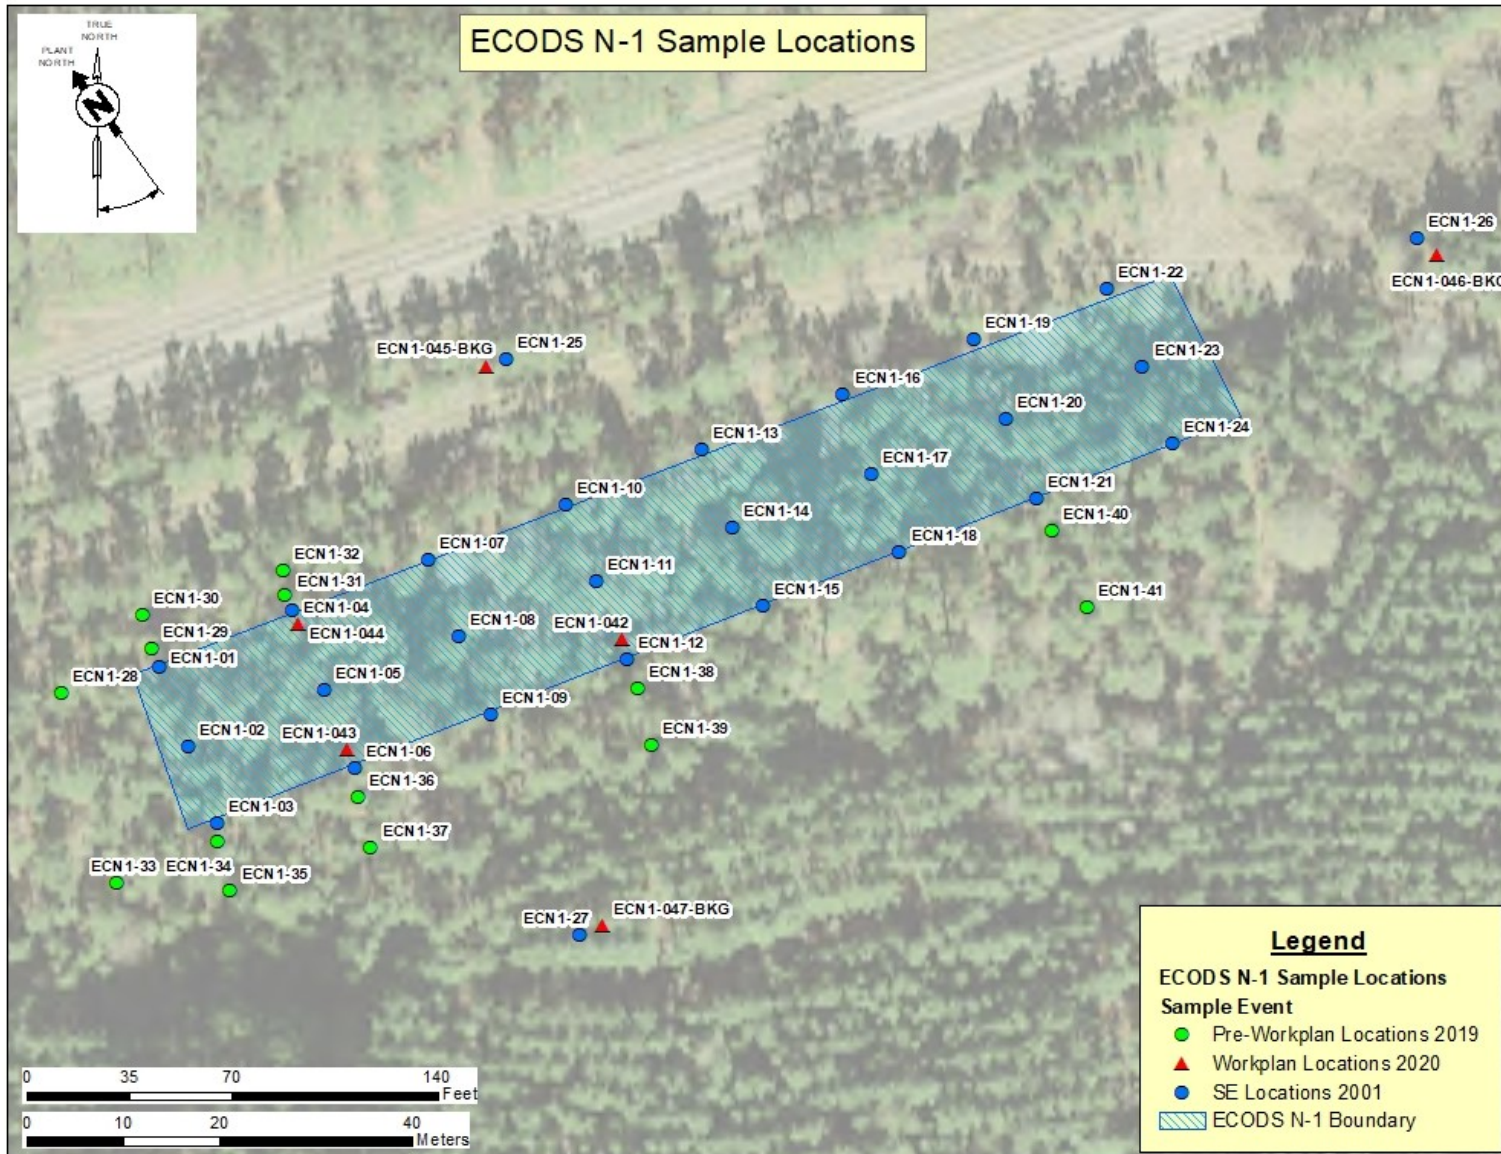 TRUE
NORTH
PLANT
NORTH
N
ECODS N-1 Sample Locations
ECN1-26
ECN1-046-BKG
ECN1-22
ECN1-19
ECN1-23
ECN1-045-BKG
ECN1-25
ECN1-16
ECN1-20
ECN1-24
ECN1-13
ECN1-17
ECN1-21
ECN1-10
ECN1-14
ECN1-40
ECN1-07
ECN1-18
ECN1-32
ECN1-11
ECN1-31
ECN1-15
ECN1-41
ECN1-30
ECN1-04
ECN1-044
ECN1-08
ECN1-042
ECN1-29
ECN1-12
ECN1-01
ECN1-28
ECN1-05
ECN1-38
ECN1-09
ECN1-02
ECN1-043
ECN1-39
ECN1-06
ECN1-36
ECN1-03
ECN1-37
ECN1-33
ECN1-34
ECN1-35
ECN1-27
ECN1-047-BKG
Legend
ECODS N-1 Sample Locations
Sample Event
Pre-Workplan Locations 2019
Workplan Locations 2020
SE Locations 2001
ECODS N-1 Boundary
0 35 70 140
Feet
0 10 20 40
Meters